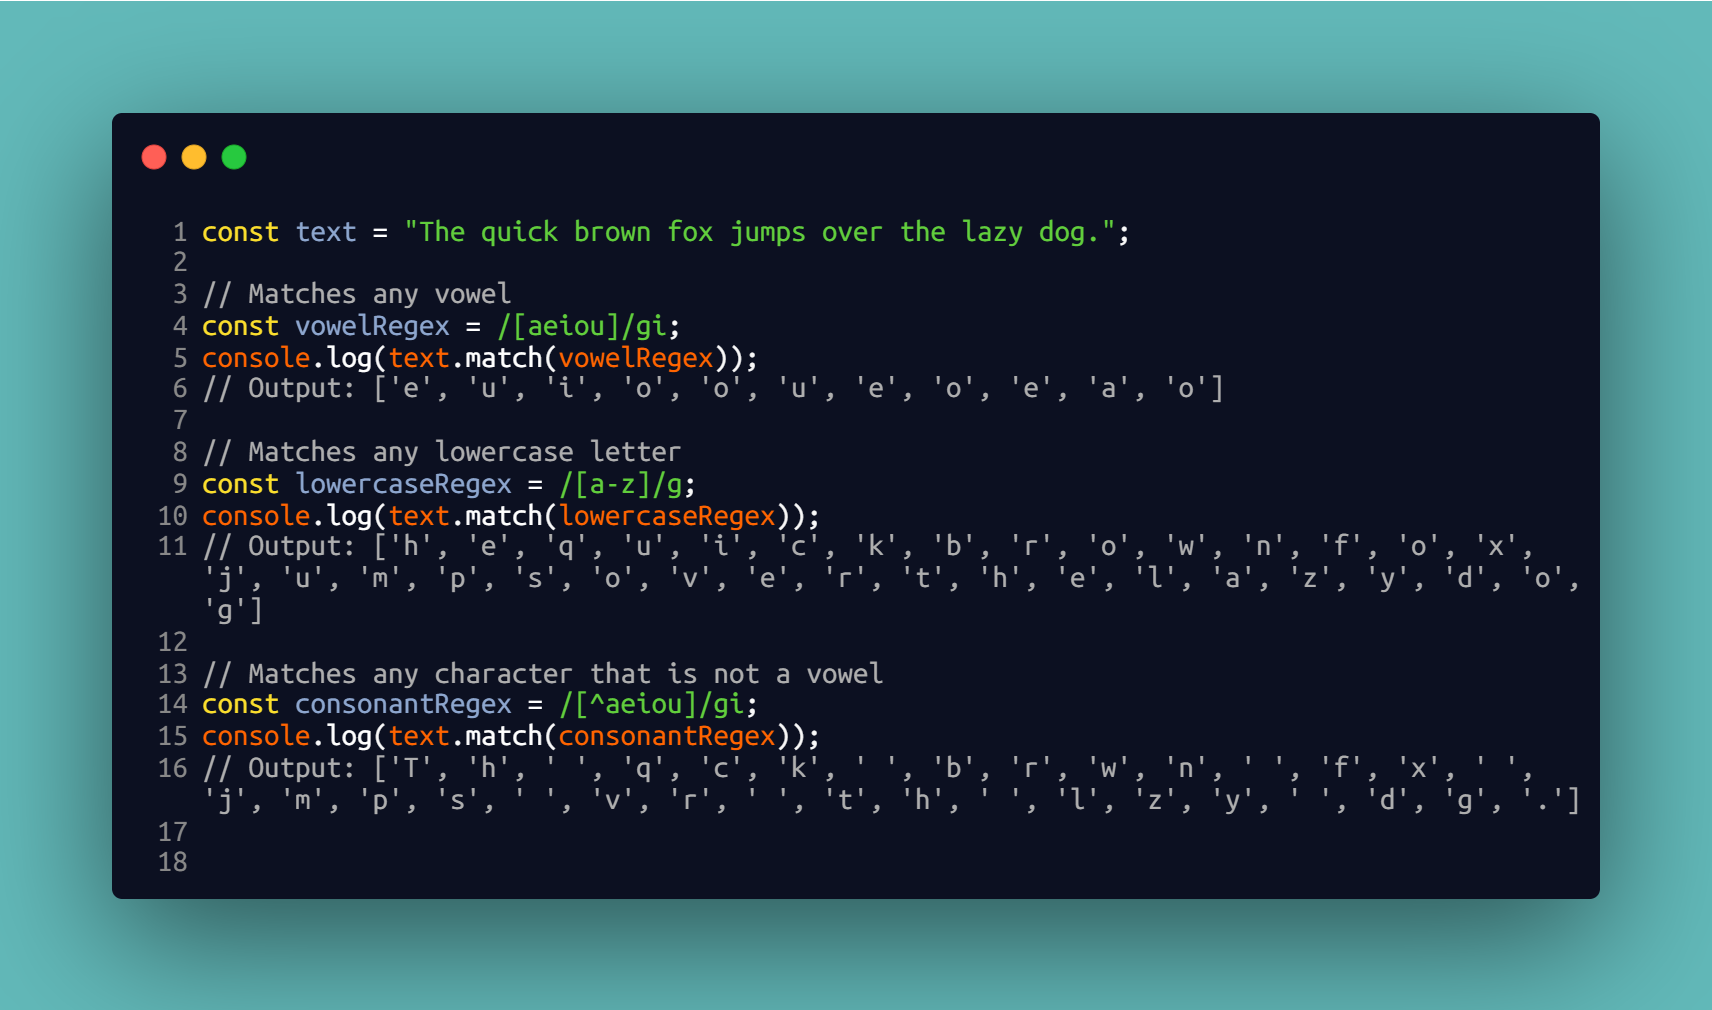 1 const text = "The quick brown fox jumps over the lazy dog.";
2
3 // Matches any vowel
4 const vowelRegex = /[aeiou]/gi;
5 console.log(text.match(vowelRegex));
6 // Output: ['e', 'u', 'i', 'o', 'o', 'u', 'e', 'o', 'e', 'a', 'o']
7
8 // Matches any lowercase letter
9 const lowercaseRegex = /[a-z]/g;
10 console.log(text.match(lowercaseRegex));
11 // Output: ['h', 'e', 'q', 'u', 'i', 'c', 'k', 'b', 'r', 'o', 'w', 'n', 'f', 'o', 'x',
'j', 'u', 'm', 'p', 's', 'o', 'v', 'e', 'r', 't', 'h', 'e', 'l', 'a', 'z', 'y', 'd', 'o',
'g']
12
13 // Matches any character that is not a vowel
14 const consonantRegex = /[^aeiou]/gi;
15 console.log(text.match(consonantRegex));
16 // Output: ['T', 'h', ' ', 'q', 'c', 'k', ' ', 'b', 'r', 'w', 'n', ' ', 'f', 'x', ' ',
'j', 'm', 'p', 's', ' ', 'v', 'r', ' ', 't', 'h', ' ', 'l', 'z', 'y', ' ', 'd', 'g', '.']
17
18